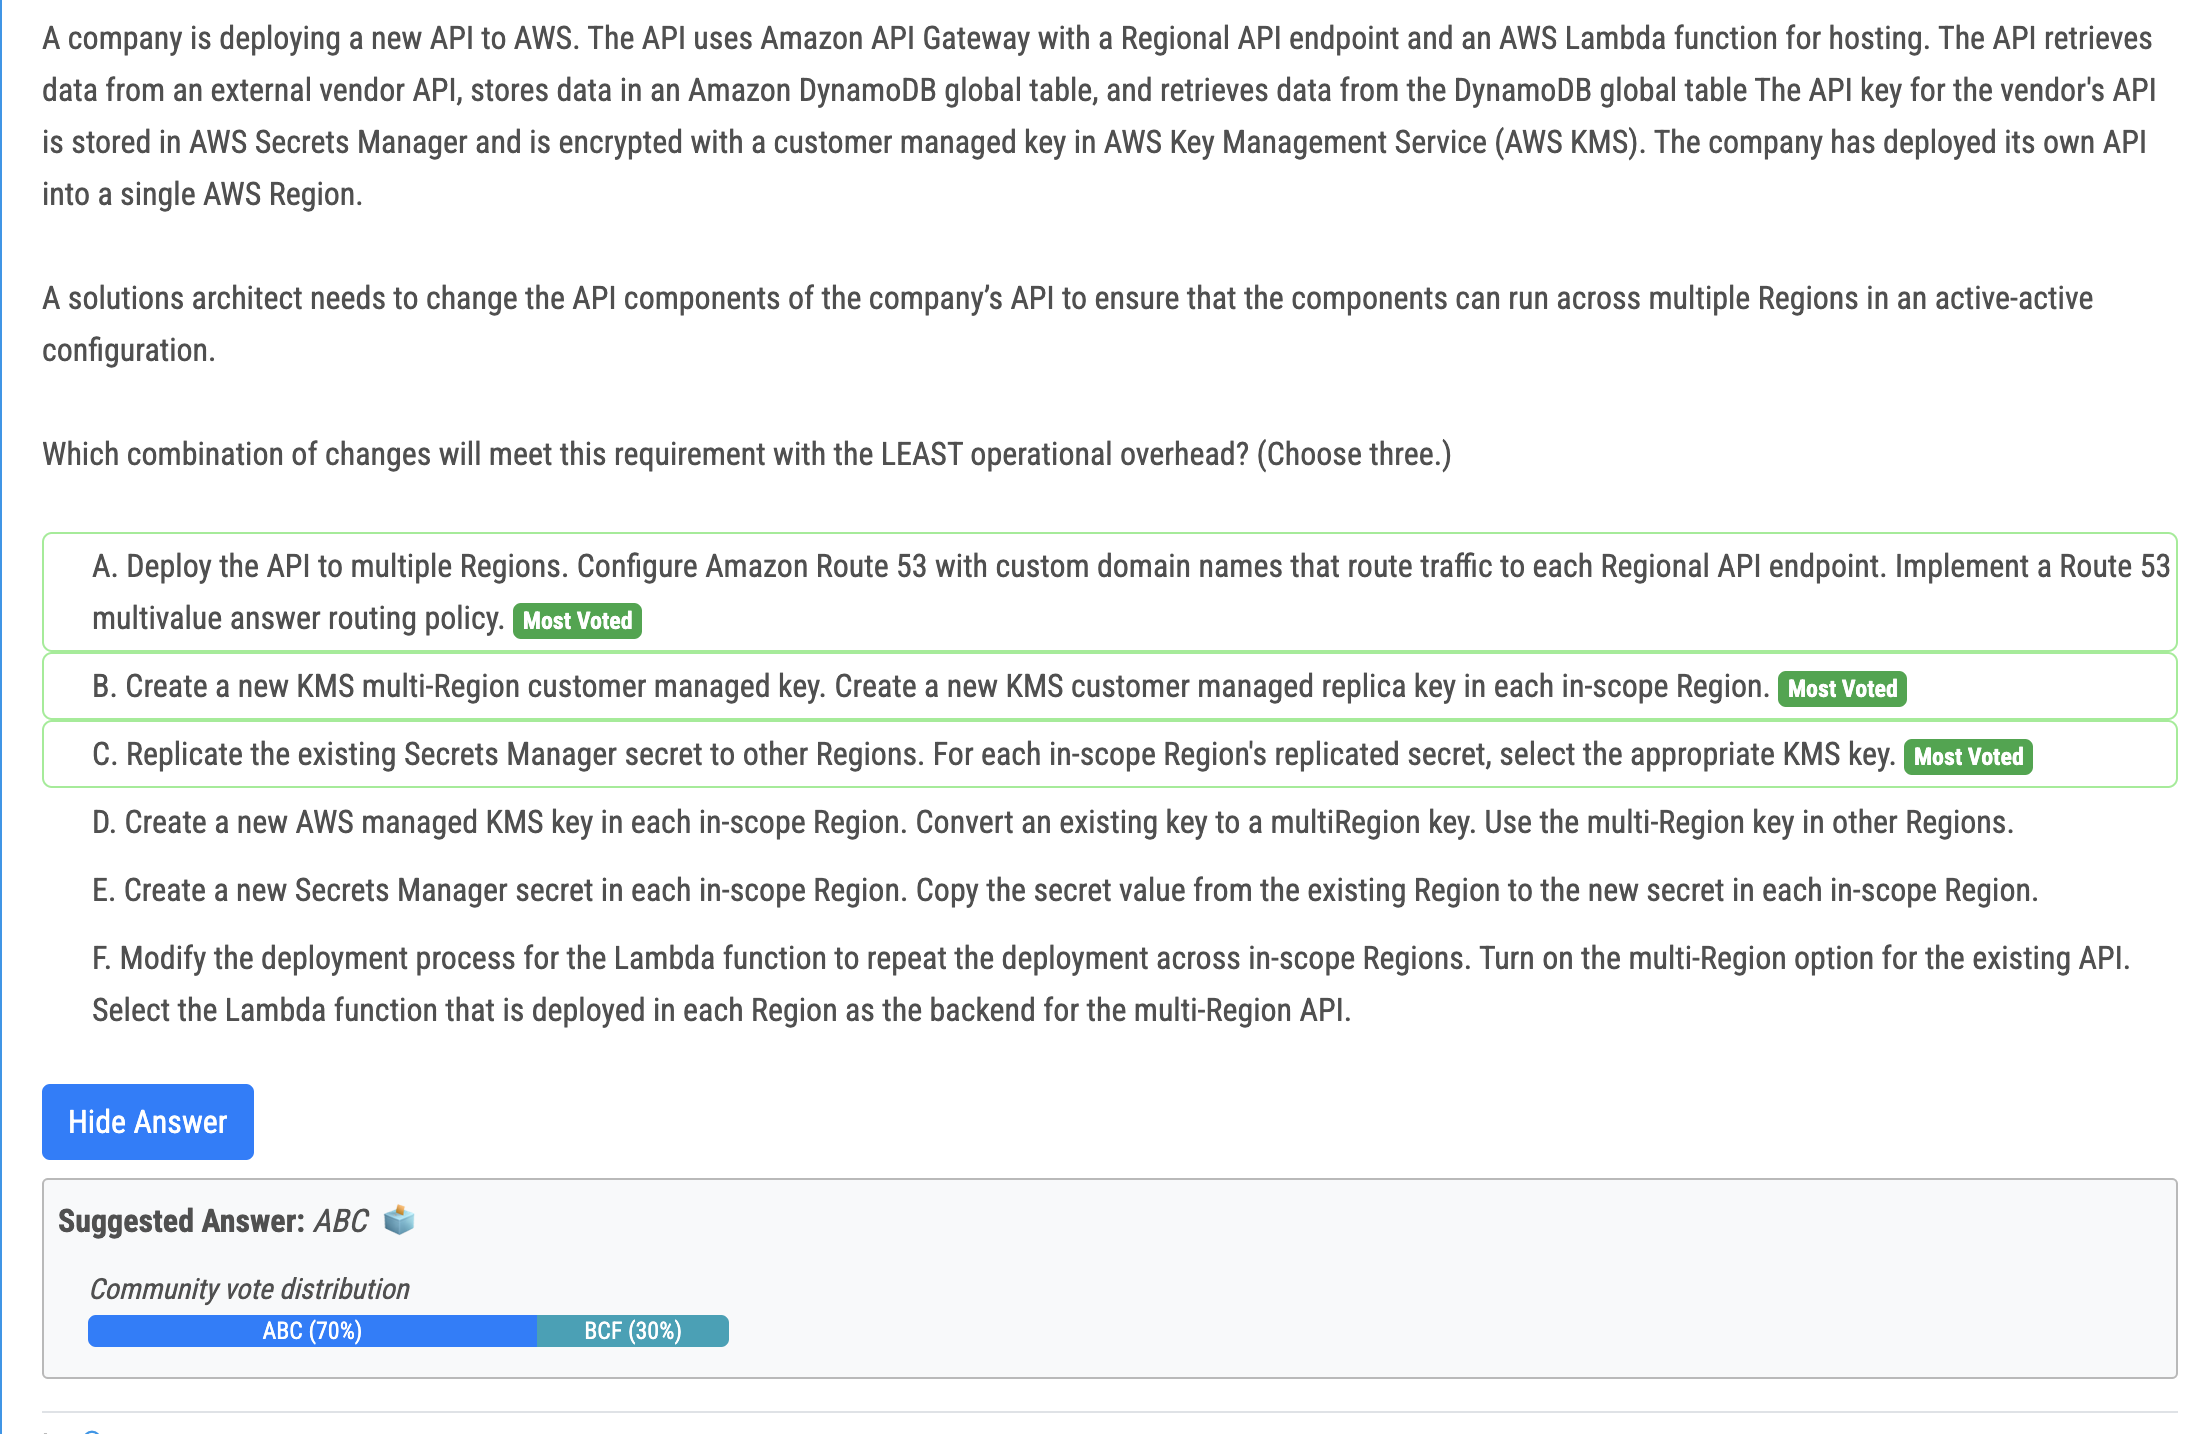 A company is deploying a new API to AWS. The API uses Amazon API Gateway with a Regional API endpoint and an AWS Lambda function for hosting. The API retrieves
data from an external vendor API, stores data in an Amazon DynamoDB global table, and retrieves data from the DynamoDB global table The API key for the vendor's API
is stored in AWS Secrets Manager and is encrypted with a customer managed key in AWS Key Management Service (AWS KMS). The company has deployed its own API
into a single AWS Region.
A solutions architect needs to change the API components of the company’s API to ensure that the components can run across multiple Regions in an active-active
configuration.
Which combination of changes will meet this requirement with the LEAST operational overhead? (Choose three.)
A. Deploy the API to multiple Regions. Configure Amazon Route 53 with custom domain names that route traffic to each Regional API endpoint. Implement a Route 53
multivalue answer routing policy. Most Voted
B. Create a new KMS multi-Region customer managed key. Create a new KMS customer managed replica key in each in-scope Region. Most Voted
C. Replicate the existing Secrets Manager secret to other Regions. For each in-scope Region's replicated secret, select the appropriate KMS key. Most Voted
D. Create a new AWS managed KMS key in each in-scope Region. Convert an existing key to a multiRegion key. Use the multi-Region key in other Regions.
E. Create a new Secrets Manager secret in each in-scope Region. Copy the secret value from the existing Region to the new secret in each in-scope Region.
F. Modify the deployment process for the Lambda function to repeat the deployment across in-scope Regions. Turn on the multi-Region option for the existing API.
Select the Lambda function that is deployed in each Region as the backend for the multi-Region API.
Hide Answer
Suggested Answer: ABC
Community vote distribution
ABC (70%) BCF (30%)